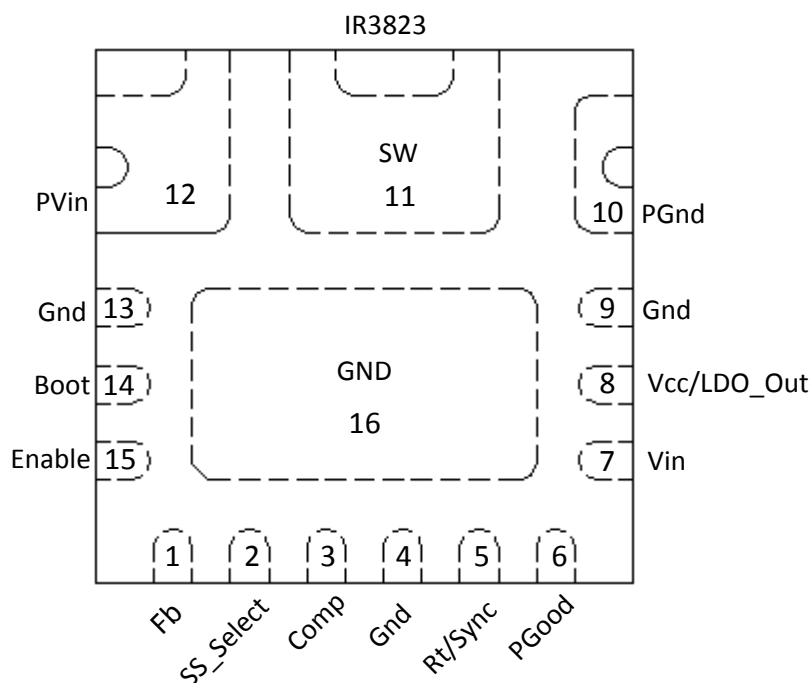 IR3823
SW
11
12
PVin
10
PGnd
Gnd
13
9
Gnd
Boot
14
GND
16
8
Vcc/LDO_Out
Enable
15
7
Vin
1
2
3
4
5
6
Fb
SS_Select
Comp
Gnd
Rt/Sync
PGood